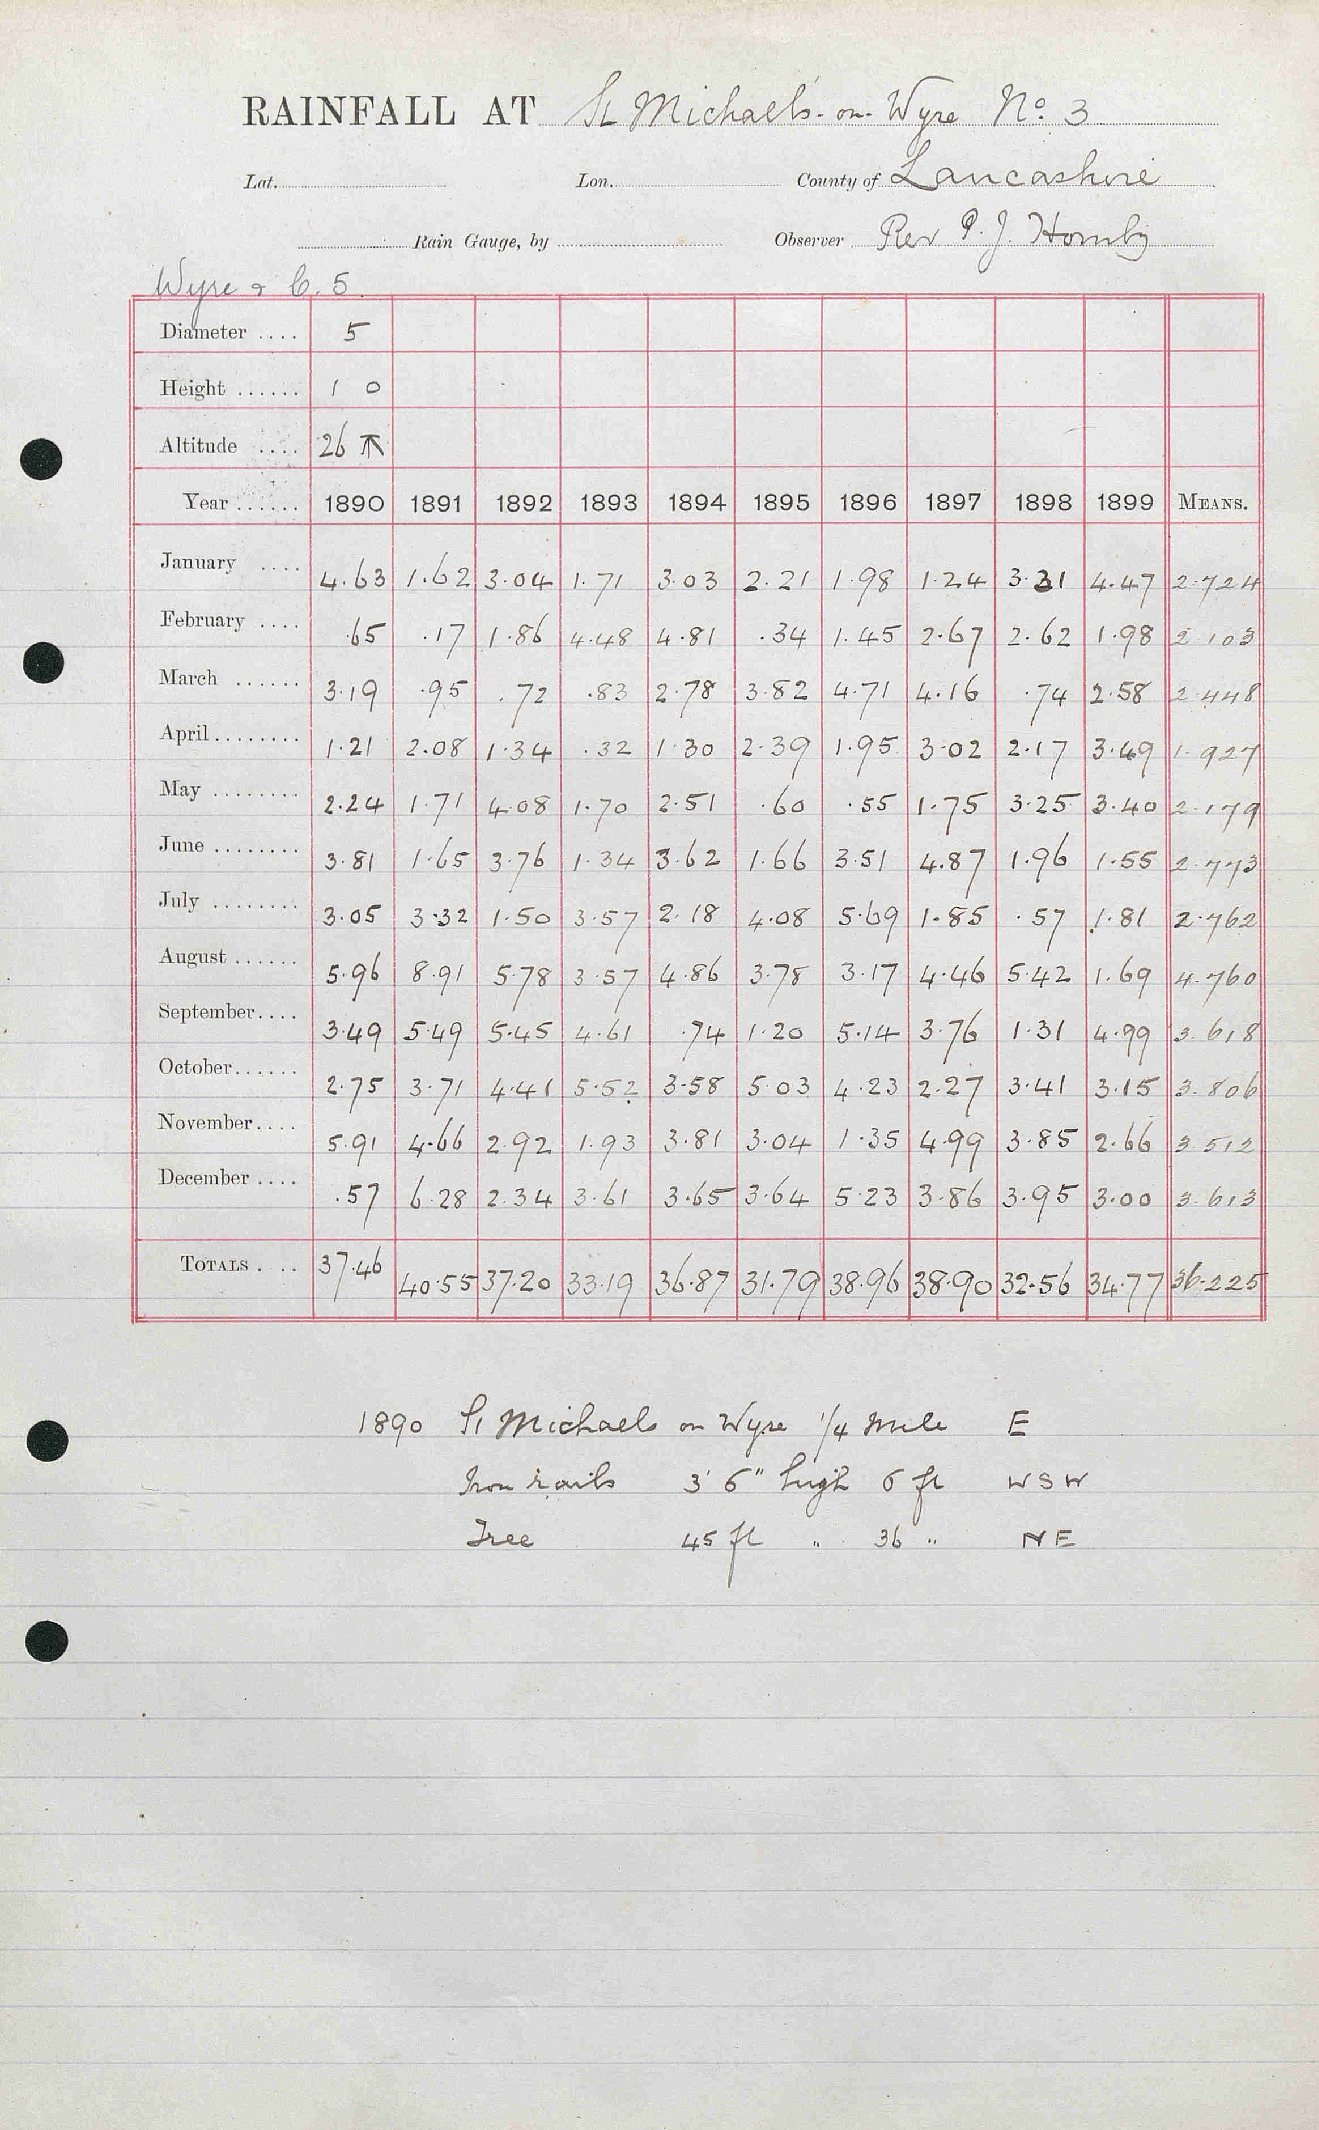 RAINFALL AT St Michael's-on-Wyre No. 3
Lat. Lon. County of Lancashire
Rain Gauge, by Observer Rev P. J. Hornby
Wyre & C. 5
Diameter .... 5
Height ...... 1 0
Altitude .... 26
Year ...... 1890 1891 1892 1893 1894 1895 1896 1897 1898 1899 MEANS.
January .... 4.63 1.62 3.04 1.71 3.03 2.21 1.98 1.24 3.31 4.47 2.724
February .... .65 .17 1.86 4.48 4.81 .34 1.45 2.67 2.62 1.98 2.103
March ...... 3.19 .95 .72 .83 2.78 3.82 4.71 4.16 .74 2.58 2.448
April ........ 1.21 2.08 1.34 .32 1.30 2.39 1.95 3.02 2.17 3.49 1.927
May ........ 2.24 1.71 4.08 1.70 2.51 .60 .55 1.75 3.25 3.40 2.179
June ........ 3.81 1.65 3.76 1.34 3.62 1.66 3.51 4.87 1.96 1.55 2.773
July ........ 3.05 3.32 1.50 3.57 2.18 4.08 5.69 1.85 .57 1.81 2.762
August ...... 5.96 8.91 5.78 3.57 4.86 3.78 3.17 4.46 5.42 1.69 4.760
September .... 3.49 5.49 5.45 4.61 .74 1.20 5.14 3.76 1.31 4.99 3.618
October ...... 2.75 3.71 4.41 5.52 3.58 5.03 4.23 2.27 3.41 3.15 3.806
November .... 5.91 4.66 2.92 1.93 3.81 3.04 1.35 4.99 3.85 2.66 3.512
December .... .57 6.28 2.34 3.61 3.65 3.64 5.23 3.86 3.95 3.00 3.613
TOTALS .... 37.46 40.55 37.20 33.19 36.87 31.79 38.96 38.90 32.56 34.77 36.225
1890 St Michaels on Wyre 1/4 Mile E
Iron rails 3' 6" high 6 ft WSW
Tree 45 ft " 36 " NE